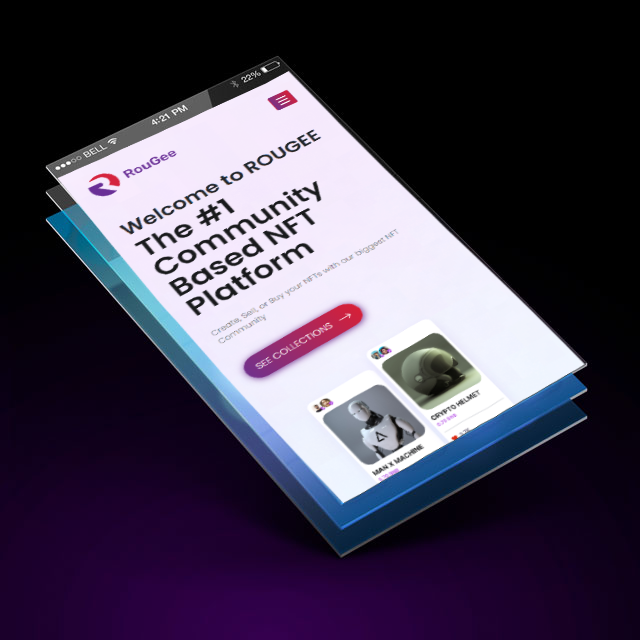 BELL 4:21 PM 22%
RouGee
Welcome to ROUGEE
The #1
Community
Based NFT
Platform
Create, Sell, or Buy your NFTs with our biggest NFT
Community
SEE COLLECTIONS →
CRYPTO HELMET
MAN X MACHINE